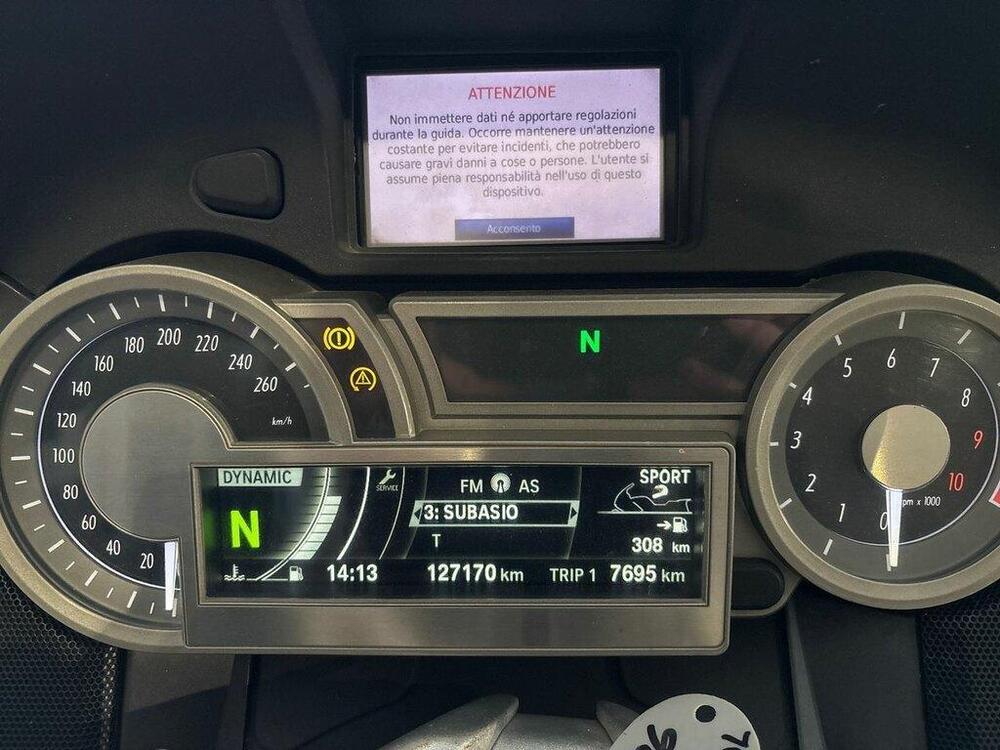 ATTENZIONE
Non immettere dati né apportare regolazioni
durante la guida. Occorre mantenere un'attenzione
costante per evitare incidenti, che potrebbero
causare gravi danni a cose o persone. L'utente si
assume piena responsabilità nell'uso di questo
dispositivo.
Acconsento
N
20
40
60
80
100
120
140
160
180
200
220
240
260
km/h
DYNAMIC
N
SERVICE
FM AS
3: SUBASIO
T
SPORT
308 km
14:13
127170 km
TRIP 1 7695 km
0
1
2
3
4
5
6
7
8
9
10
pm x 1000